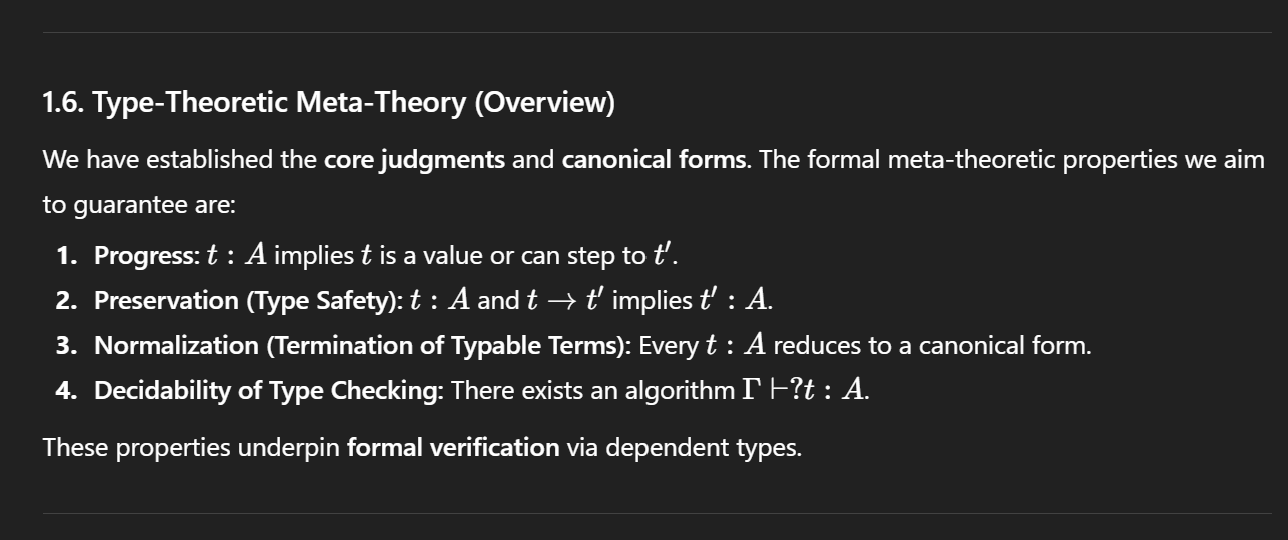 1.6. Type-Theoretic Meta-Theory (Overview)
We have established the core judgments and canonical forms. The formal meta-theoretic properties we aim
to guarantee are:
1. Progress: t : A implies t is a value or can step to t′.
2. Preservation (Type Safety): t : A and t → t′ implies t′ : A.
3. Normalization (Termination of Typable Terms): Every t : A reduces to a canonical form.
4. Decidability of Type Checking: There exists an algorithm Γ ⊢?t : A.
These properties underpin formal verification via dependent types.